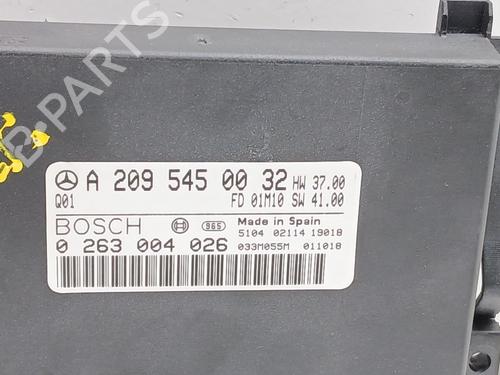 A 209 545 00 32 HW 37.00
Q01 FD 01M10 SW 41.00
BOSCH 965 Made in Spain
5104 02114 19018
0 263 004 026 033M055M 011018
B-PARTS